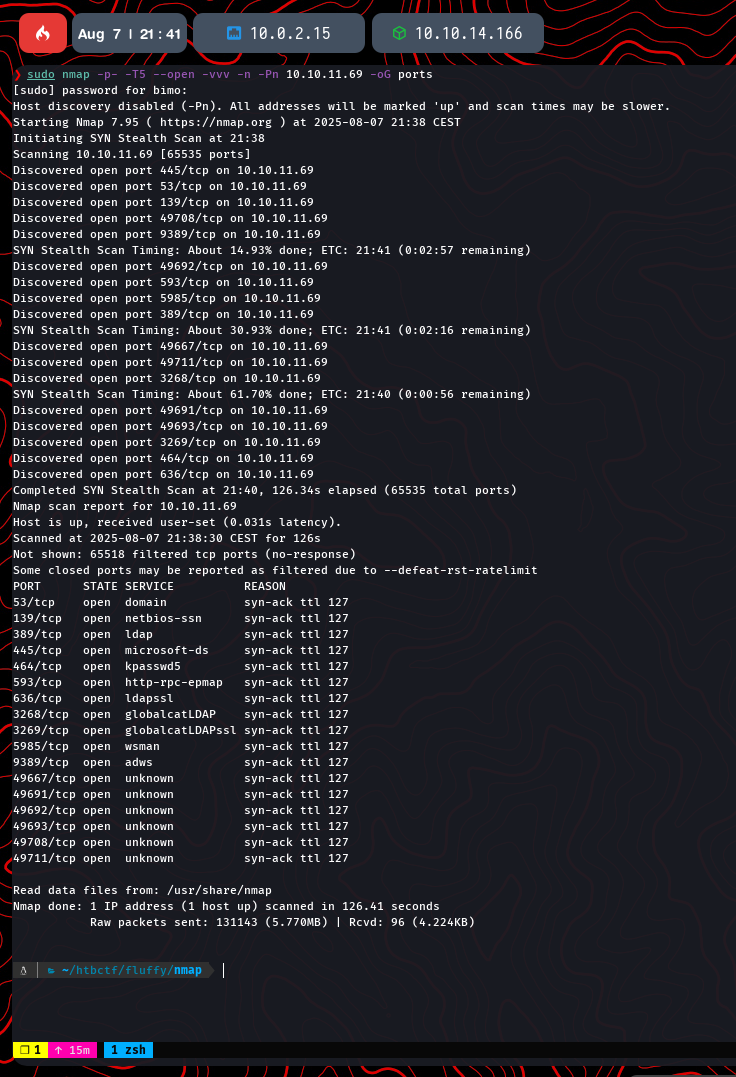 Aug 7 | 21:41
10.0.2.15
10.10.14.166
❯ sudo nmap -p- -T5 --open -vvv -n -Pn 10.10.11.69 -oG ports
[sudo] password for bimo:
Host discovery disabled (-Pn). All addresses will be marked 'up' and scan times may be slower.
Starting Nmap 7.95 ( https://nmap.org ) at 2025-08-07 21:38 CEST
Initiating SYN Stealth Scan at 21:38
Scanning 10.10.11.69 [65535 ports]
Discovered open port 445/tcp on 10.10.11.69
Discovered open port 53/tcp on 10.10.11.69
Discovered open port 139/tcp on 10.10.11.69
Discovered open port 49708/tcp on 10.10.11.69
Discovered open port 9389/tcp on 10.10.11.69
SYN Stealth Scan Timing: About 14.93% done; ETC: 21:41 (0:02:57 remaining)
Discovered open port 49692/tcp on 10.10.11.69
Discovered open port 593/tcp on 10.10.11.69
Discovered open port 5985/tcp on 10.10.11.69
Discovered open port 389/tcp on 10.10.11.69
SYN Stealth Scan Timing: About 30.93% done; ETC: 21:41 (0:02:16 remaining)
Discovered open port 49667/tcp on 10.10.11.69
Discovered open port 49711/tcp on 10.10.11.69
Discovered open port 3268/tcp on 10.10.11.69
SYN Stealth Scan Timing: About 61.70% done; ETC: 21:40 (0:00:56 remaining)
Discovered open port 49691/tcp on 10.10.11.69
Discovered open port 49693/tcp on 10.10.11.69
Discovered open port 3269/tcp on 10.10.11.69
Discovered open port 464/tcp on 10.10.11.69
Discovered open port 636/tcp on 10.10.11.69
Completed SYN Stealth Scan at 21:40, 126.34s elapsed (65535 total ports)
Nmap scan report for 10.10.11.69
Host is up, received user-set (0.031s latency).
Scanned at 2025-08-07 21:38:30 CEST for 126s
Not shown: 65518 filtered tcp ports (no-response)
Some closed ports may be reported as filtered due to --defeat-rst-ratelimit
PORT      STATE SERVICE          REASON
53/tcp    open  domain           syn-ack ttl 127
139/tcp   open  netbios-ssn      syn-ack ttl 127
389/tcp   open  ldap             syn-ack ttl 127
445/tcp   open  microsoft-ds     syn-ack ttl 127
464/tcp   open  kpasswd5         syn-ack ttl 127
593/tcp   open  http-rpc-epmap   syn-ack ttl 127
636/tcp   open  ldapssl          syn-ack ttl 127
3268/tcp  open  globalcatLDAP    syn-ack ttl 127
3269/tcp  open  globalcatLDAPssl syn-ack ttl 127
5985/tcp  open  wsman            syn-ack ttl 127
9389/tcp  open  adws             syn-ack ttl 127
49667/tcp open  unknown          syn-ack ttl 127
49691/tcp open  unknown          syn-ack ttl 127
49692/tcp open  unknown          syn-ack ttl 127
49693/tcp open  unknown          syn-ack ttl 127
49708/tcp open  unknown          syn-ack ttl 127
49711/tcp open  unknown          syn-ack ttl 127
Read data files from: /usr/share/nmap
Nmap done: 1 IP address (1 host up) scanned in 126.41 seconds
Raw packets sent: 131143 (5.770MB) | Rcvd: 96 (4.224KB)
~/htbctf/fluffy/nmap
1 ↑ 15m 1 zsh